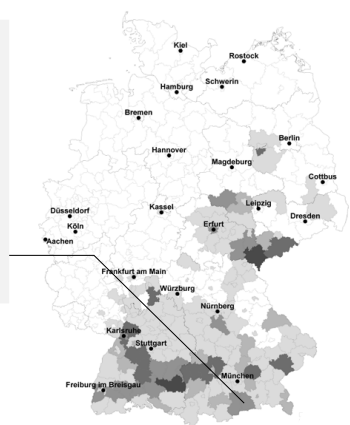 Kiel
Rostock
Schwerin
Hamburg
Bremen
Berlin
Hannover
Magdeburg
Cottbus
Leipzig
Kassel
Düsseldorf
Dresden
Erfurt
Köln
Aachen
Frankfurt am Main
Würzburg
Nürnberg
Karlsruhe
Stuttgart
München
Freiburg im Breisgau